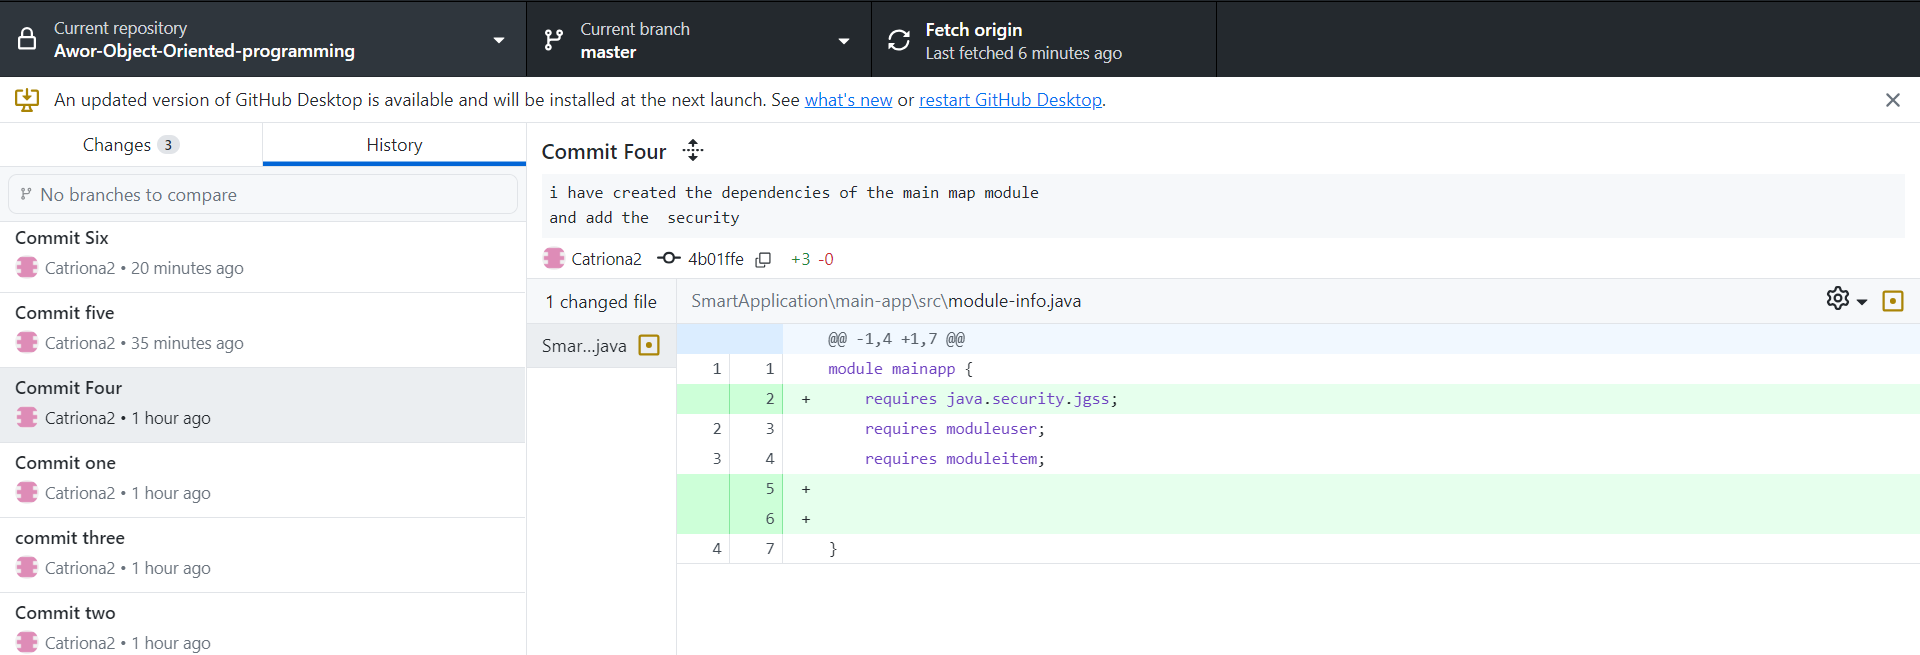 Current repository
Awor-Object-Oriented-programming
Current branch
master
Fetch origin
Last fetched 6 minutes ago
An updated version of GitHub Desktop is available and will be installed at the next launch. See what's new or restart GitHub Desktop.
Changes 3
History
No branches to compare
Commit Six
Catriona2 • 20 minutes ago
Commit five
Catriona2 • 35 minutes ago
Commit Four
Catriona2 • 1 hour ago
Commit one
Catriona2 • 1 hour ago
commit three
Catriona2 • 1 hour ago
Commit two
Catriona2 • 1 hour ago
Commit Four
i have created the dependencies of the main map module
and add the  security
Catriona2 4b01ffe +3 -0
1 changed file
Smar...java
SmartApplication\main-app\src\module-info.java
@@ -1,4 +1,7 @@
1 1 module mainapp {
2 + requires java.security.jgss;
2 3 requires moduleuser;
3 4 requires moduleitem;
5 +
6 +
4 7 }